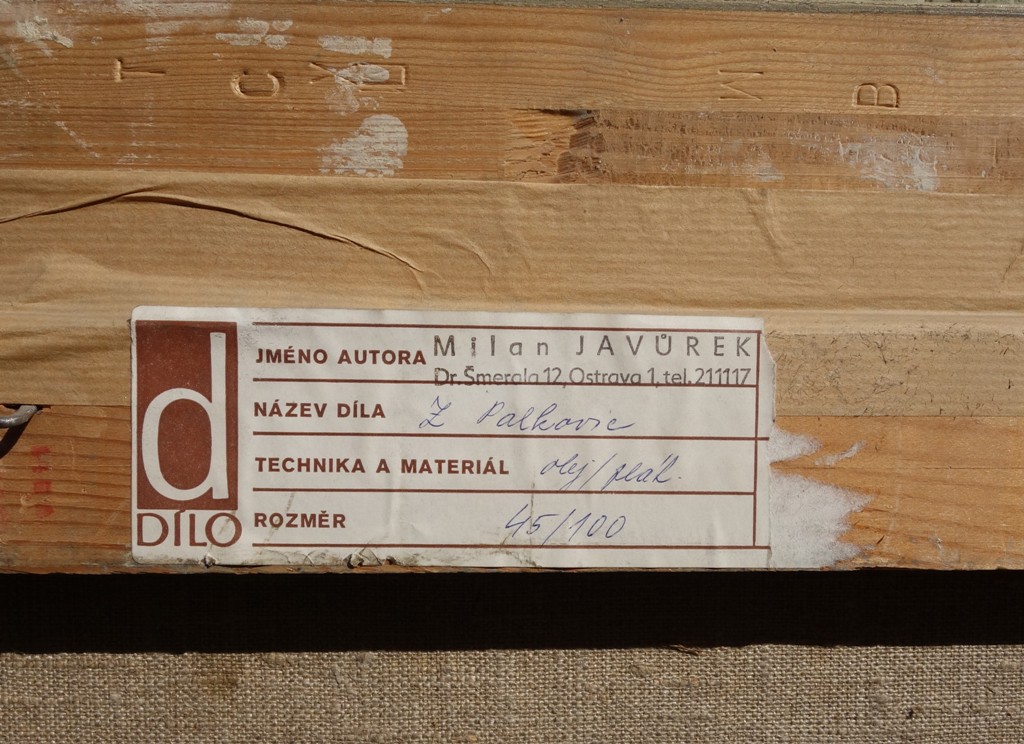 T C Y L M B
d
DÍLO
JMÉNO AUTORA Milan JAVŮREK
Dr. Šmerala 12, Ostrava 1, tel. 211117
NÁZEV DÍLA Z Palkovic
TECHNIKA A MATERIÁL olej/plát.
ROZMĚR 45/100